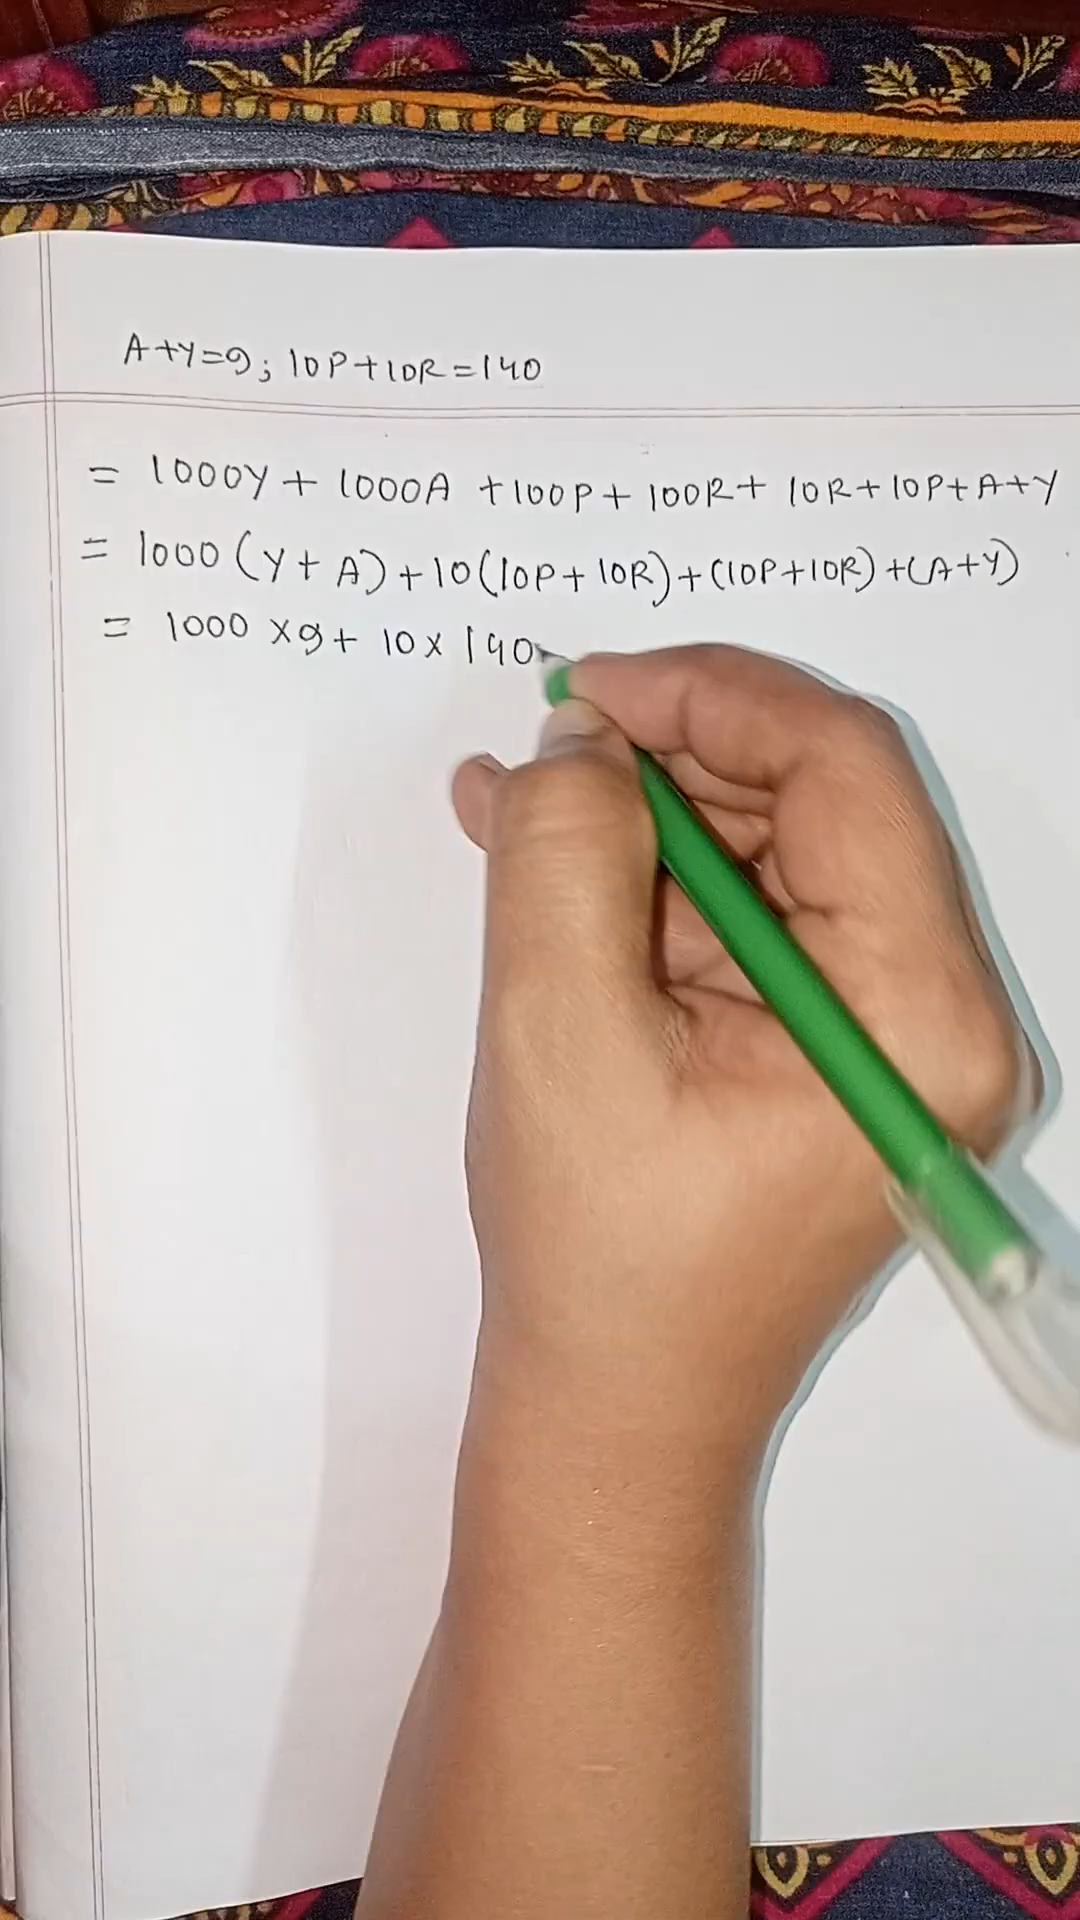 A+Y=9; 10P+10R=140
= 1000Y + 1000A +100P+ 100R+ 10R+10P+A+Y
= 1000 (Y+A)+10(10P+10R)+(10P+10R)+(A+Y)
= 1000 ×9+ 10× 140